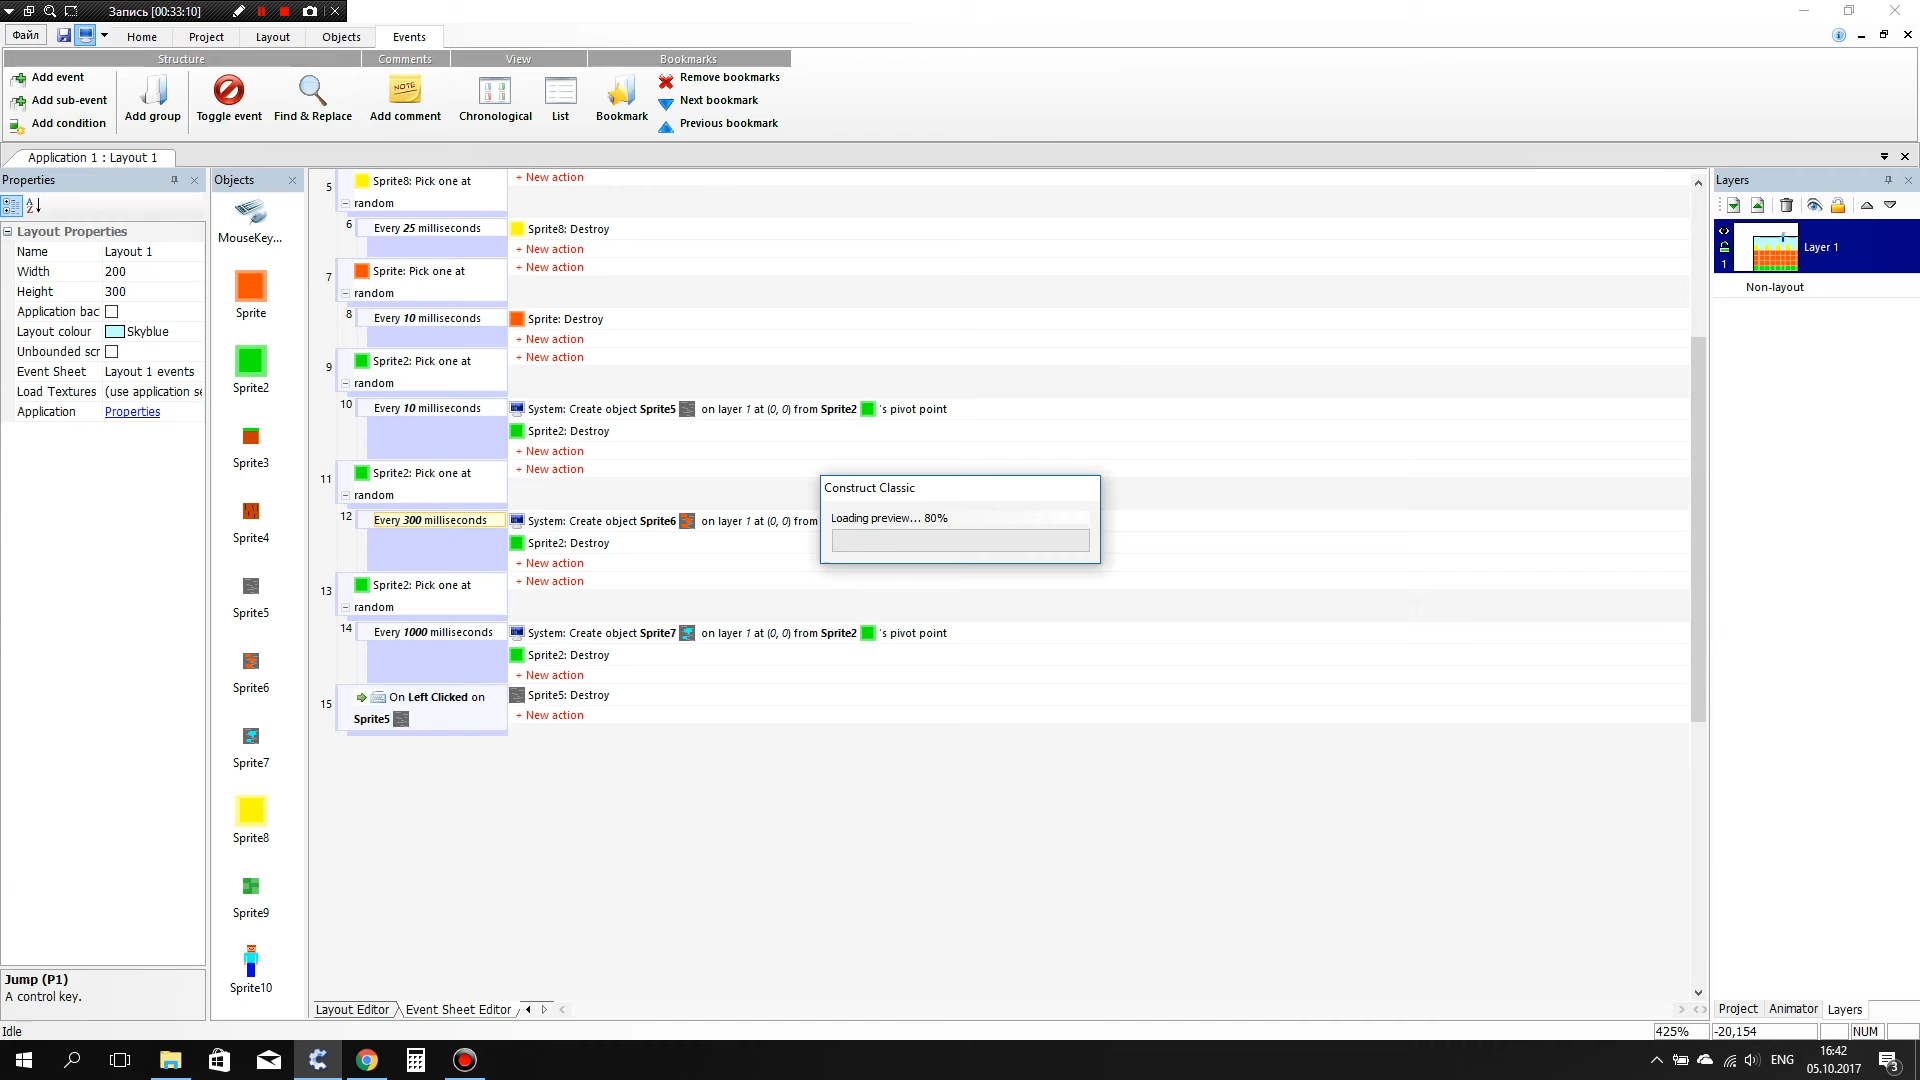 Запись [00:33:10]
Файл
Home
Project
Layout
Objects
Events
Structure
Comments
View
Bookmarks
Add event
Add sub-event
Add condition
Add group
Toggle event
Find & Replace
NOTE
Add comment
Chronological
List
Bookmark
Remove bookmarks
Next bookmark
Previous bookmark
Application 1 : Layout 1
Properties
Layout Properties
Name Layout 1
Width 200
Height 300
Application bac
Layout colour Skyblue
Unbounded scr
Event Sheet Layout 1 events
Load Textures (use application se
Application Properties
Jump (P1)
A control key.
Objects
MouseKey...
Sprite
Sprite2
Sprite3
Sprite4
Sprite5
Sprite6
Sprite7
Sprite8
Sprite9
Sprite10
5 Sprite8: Pick one at random
+ New action
6 Every 25 milliseconds
Sprite8: Destroy
+ New action
+ New action
7 Sprite: Pick one at random
8 Every 10 milliseconds
Sprite: Destroy
+ New action
+ New action
9 Sprite2: Pick one at random
10 Every 10 milliseconds
System: Create object Sprite5 on layer 1 at (0, 0) from Sprite2 's pivot point
Sprite2: Destroy
+ New action
+ New action
11 Sprite2: Pick one at random
12 Every 300 milliseconds
System: Create object Sprite6 on layer 1 at (0, 0) from
Sprite2: Destroy
+ New action
+ New action
13 Sprite2: Pick one at random
14 Every 1000 milliseconds
System: Create object Sprite7 on layer 1 at (0, 0) from Sprite2 's pivot point
Sprite2: Destroy
+ New action
15 On Left Clicked on Sprite5
Sprite5: Destroy
+ New action
Construct Classic
Loading preview... 80%
Layers
1
Layer 1
Non-layout
Layout Editor
Event Sheet Editor
Project
Animator
Layers
Idle
425%
-20,154
NUM
ENG
16:42
05.10.2017
3